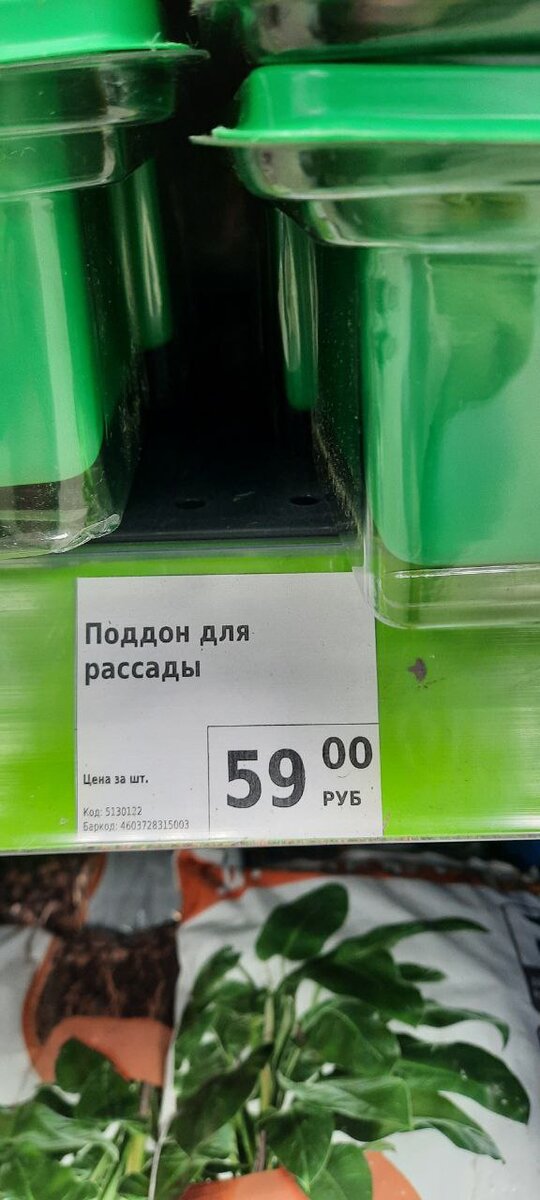 Поддон для
рассады
59 00
РУБ
Цена за шт.
Код: 5130122
Баркод: 4603728315003